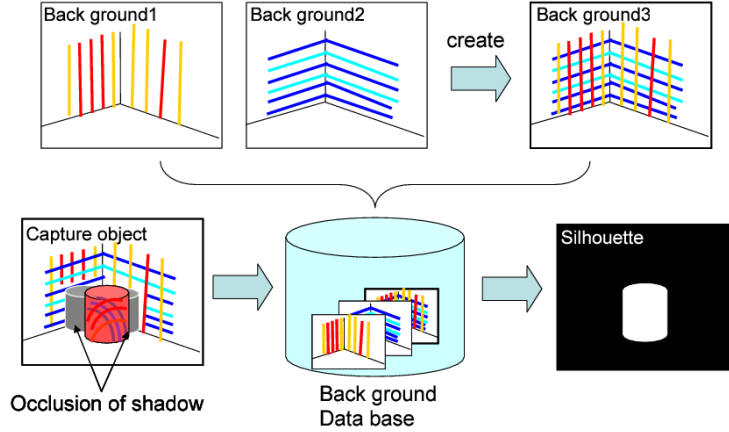 Back ground1
Back ground2
Back ground3
create
Capture object
Silhouette
Occlusion of shadow
Back ground
Data base